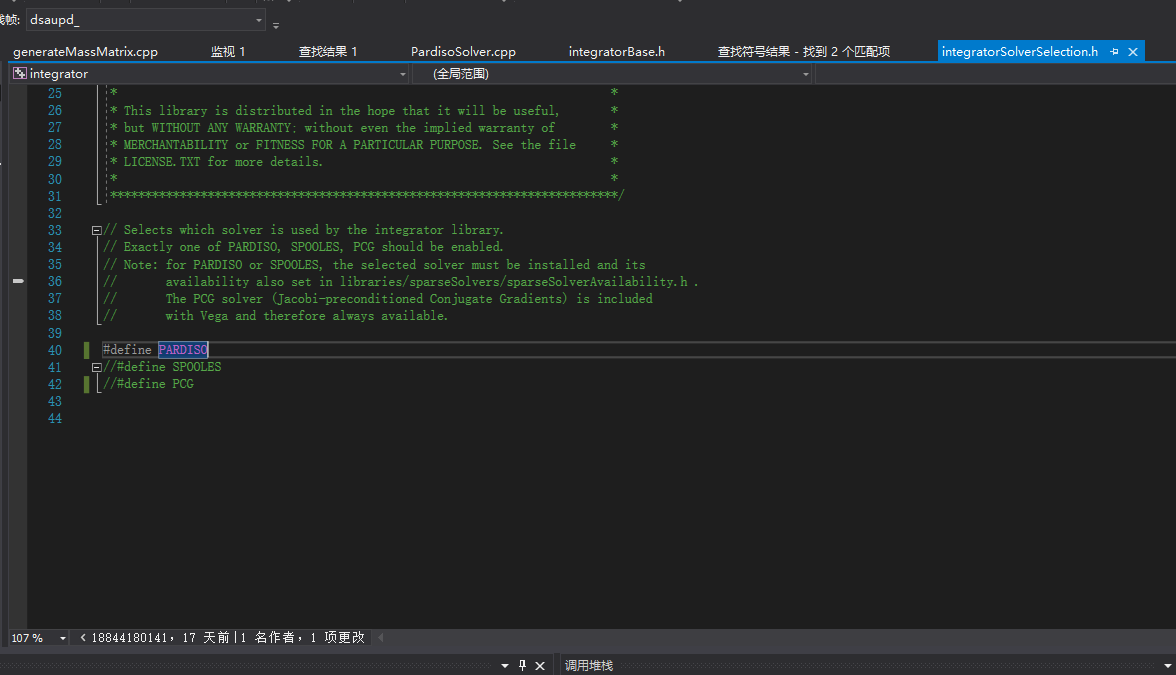 栈帧: dsaupd_
generateMassMatrix.cpp 监视 1 查找结果 1 PardisoSolver.cpp integratorBase.h 查找符号结果 - 找到 2 个匹配项 integratorSolverSelection.h
integrator (全局范围)
25 * *
26 * This library is distributed in the hope that it will be useful, *
27 * but WITHOUT ANY WARRANTY; without even the implied warranty of *
28 * MERCHANTABILITY or FITNESS FOR A PARTICULAR PURPOSE. See the file *
29 * LICENSE.TXT for more details. *
30 * *
31 *************************************************************************/
32
33 // Selects which solver is used by the integrator library.
34 // Exactly one of PARDISO, SPOOLES, PCG should be enabled.
35 // Note: for PARDISO or SPOOLES, the selected solver must be installed and its
36 // availability also set in libraries/sparseSolvers/sparseSolverAvailability.h .
37 // The PCG solver (Jacobi-preconditioned Conjugate Gradients) is included
38 // with Vega and therefore always available.
39
40 #define PARDISO
41 //#define SPOOLES
42 //#define PCG
43
44
107 % 18844180141, 17 天前|1 名作者, 1 项更改
调用堆栈